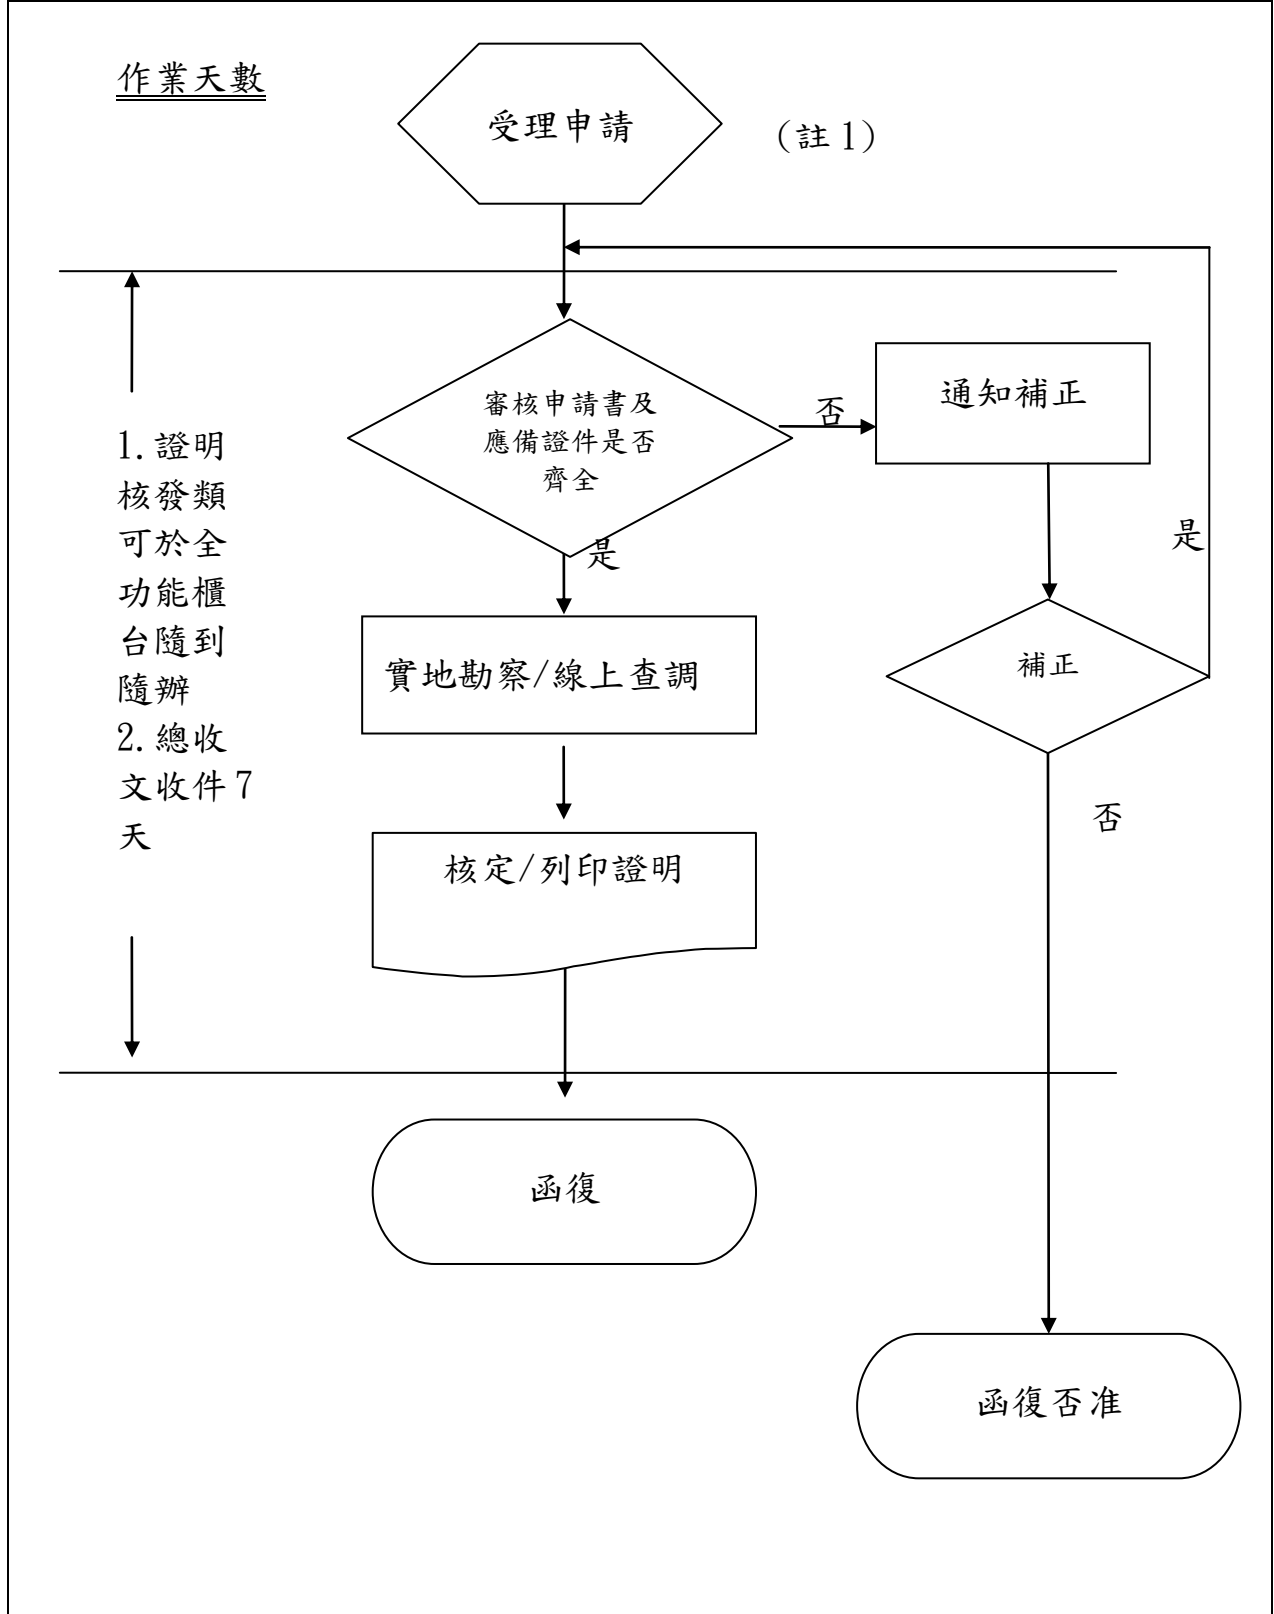 作業天數
受理申請
(註1)
審核申請書及
應備證件是否
齊全
否
通知補正
是
1.證明
核發類
可於全
功能櫃
台隨到
隨辦
2.總收
文收件7
天
是
實地勘察/線上查調
補正
否
核定/列印證明
函復
函復否准